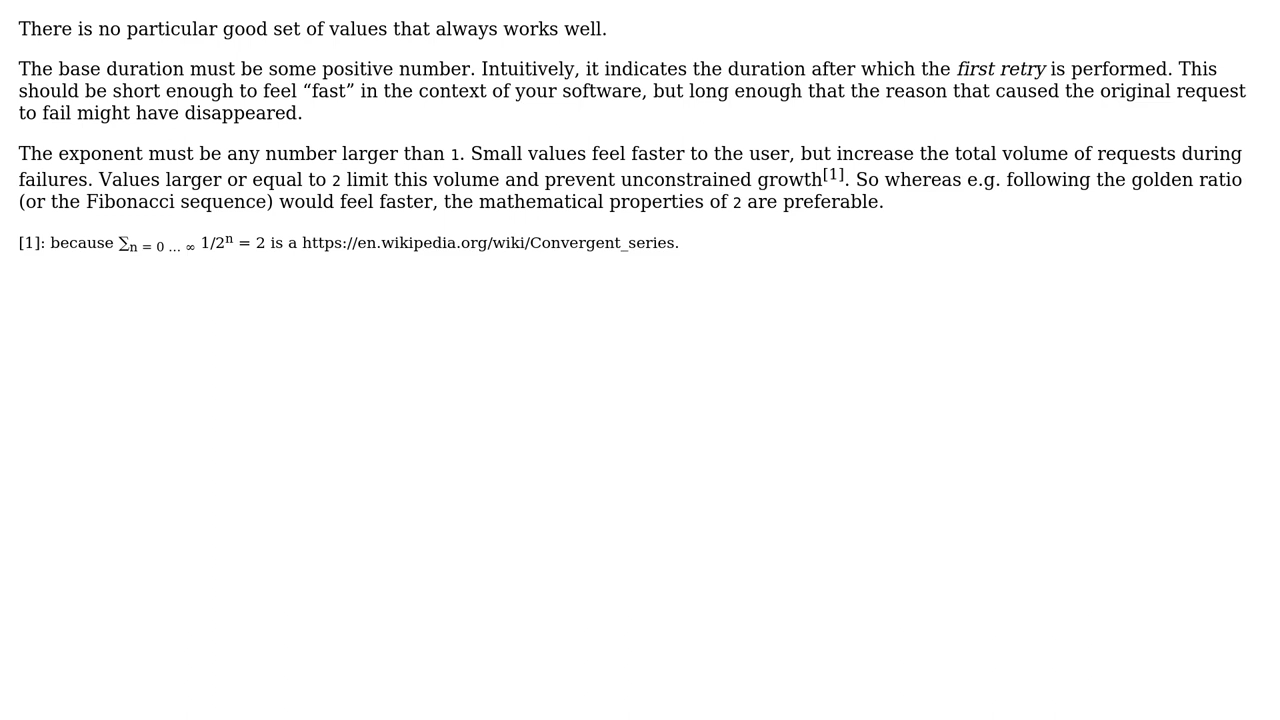 There is no particular good set of values that always works well.
The base duration must be some positive number. Intuitively, it indicates the duration after which the first retry is performed. This
should be short enough to feel “fast” in the context of your software, but long enough that the reason that caused the original request
to fail might have disappeared.
The exponent must be any number larger than 1. Small values feel faster to the user, but increase the total volume of requests during
failures. Values larger or equal to 2 limit this volume and prevent unconstrained growth[1]. So whereas e.g. following the golden ratio
(or the Fibonacci sequence) would feel faster, the mathematical properties of 2 are preferable.
[1]: because ∑n = 0 … ∞ 1/2n = 2 is a https://en.wikipedia.org/wiki/Convergent_series.